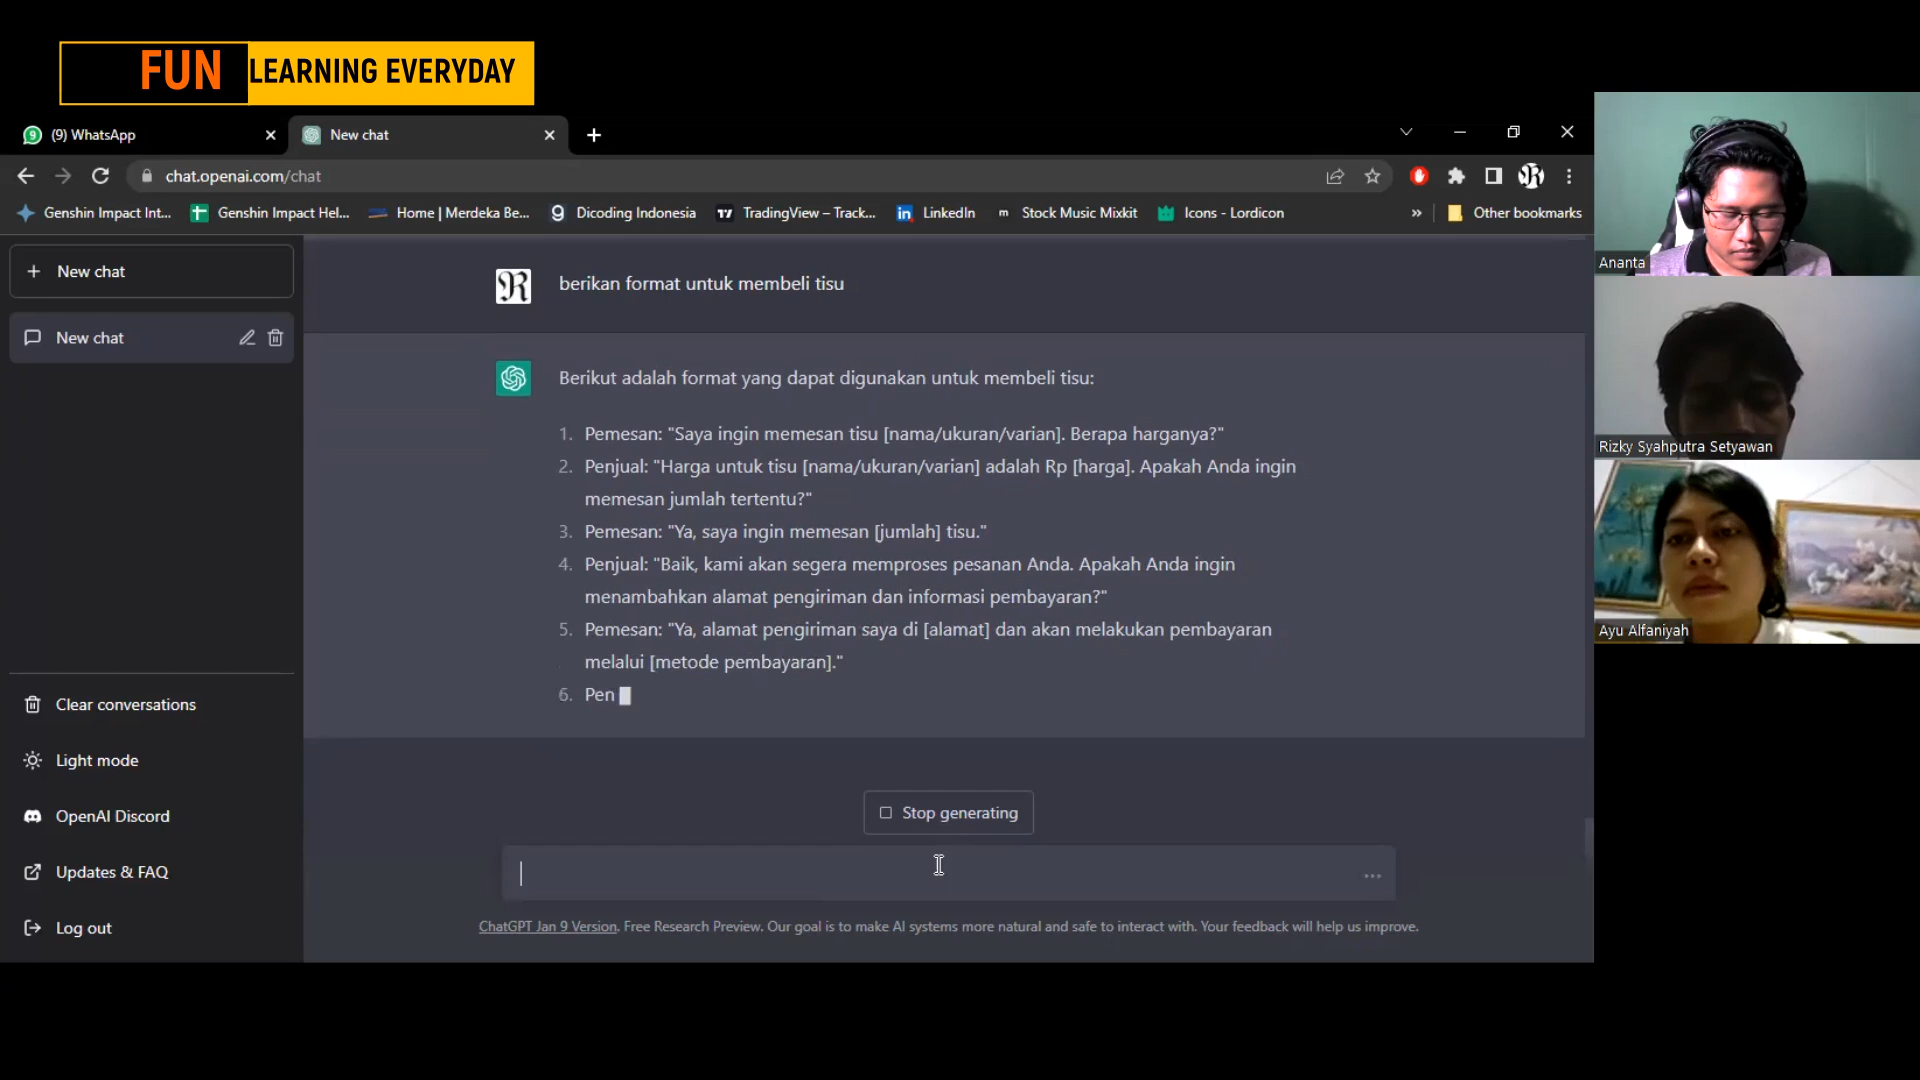 FUN LEARNING EVERYDAY
(9) WhatsApp
New chat
chat.openai.com/chat
Genshin Impact Int...
Genshin Impact Hel...
Home | Merdeka Be...
Dicoding Indonesia
TradingView – Track...
LinkedIn
Stock Music Mixkit
Icons - Lordicon
Other bookmarks
New chat
New chat
Clear conversations
Light mode
OpenAI Discord
Updates & FAQ
Log out
berikan format untuk membeli tisu
Berikut adalah format yang dapat digunakan untuk membeli tisu:
1. Pemesan: "Saya ingin memesan tisu [nama/ukuran/varian]. Berapa harganya?"
2. Penjual: "Harga untuk tisu [nama/ukuran/varian] adalah Rp [harga]. Apakah Anda ingin
memesan jumlah tertentu?"
3. Pemesan: "Ya, saya ingin memesan [jumlah] tisu."
4. Penjual: "Baik, kami akan segera memproses pesanan Anda. Apakah Anda ingin
menambahkan alamat pengiriman dan informasi pembayaran?"
5. Pemesan: "Ya, alamat pengiriman saya di [alamat] dan akan melakukan pembayaran
melalui [metode pembayaran]."
6. Pen
Stop generating
ChatGPT Jan 9 Version. Free Research Preview. Our goal is to make AI systems more natural and safe to interact with. Your feedback will help us improve.
Ananta
Rizky Syahputra Setyawan
Ayu Alfaniyah